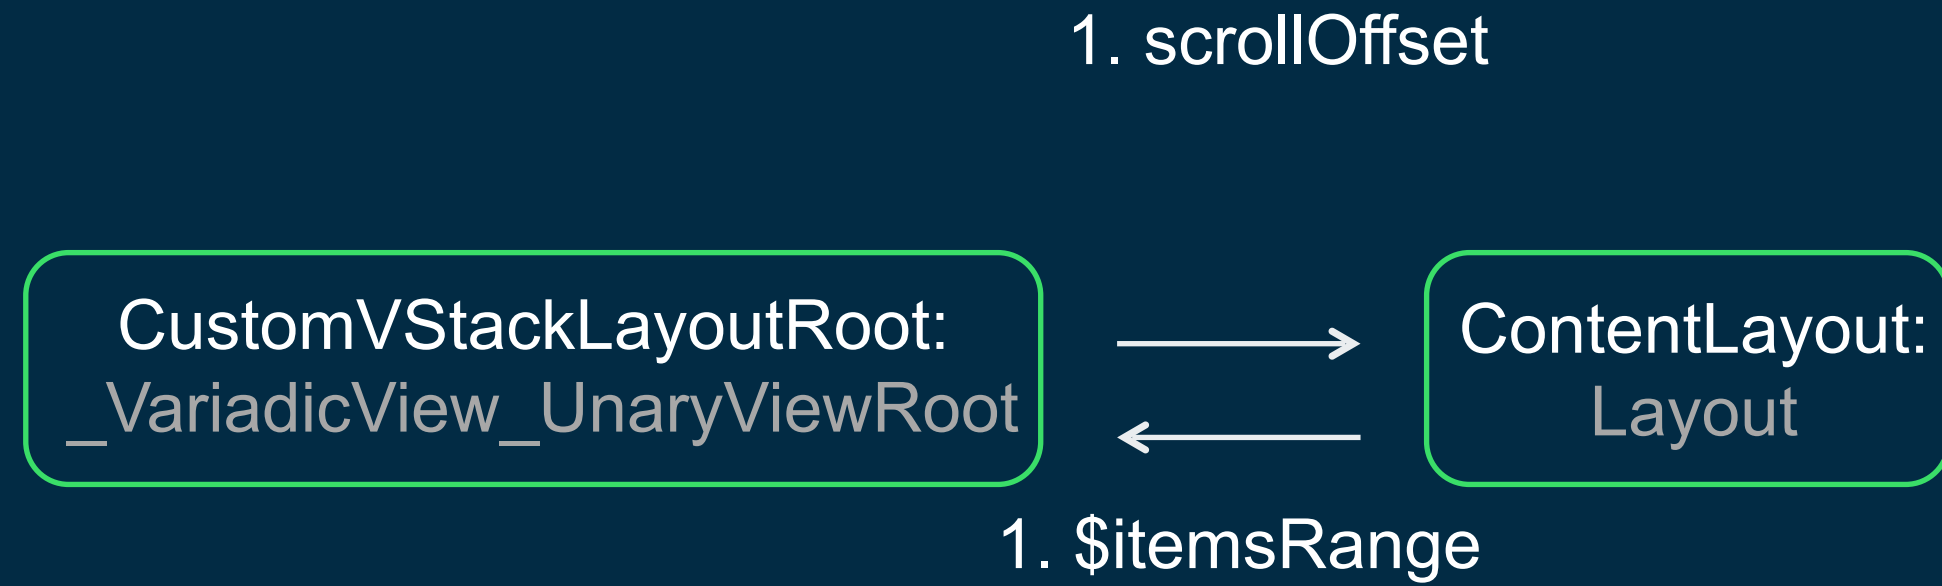 1. scrollOffset
CustomVStackLayoutRoot:
_VariadicView_UnaryViewRoot
ContentLayout:
Layout
1. $itemsRange